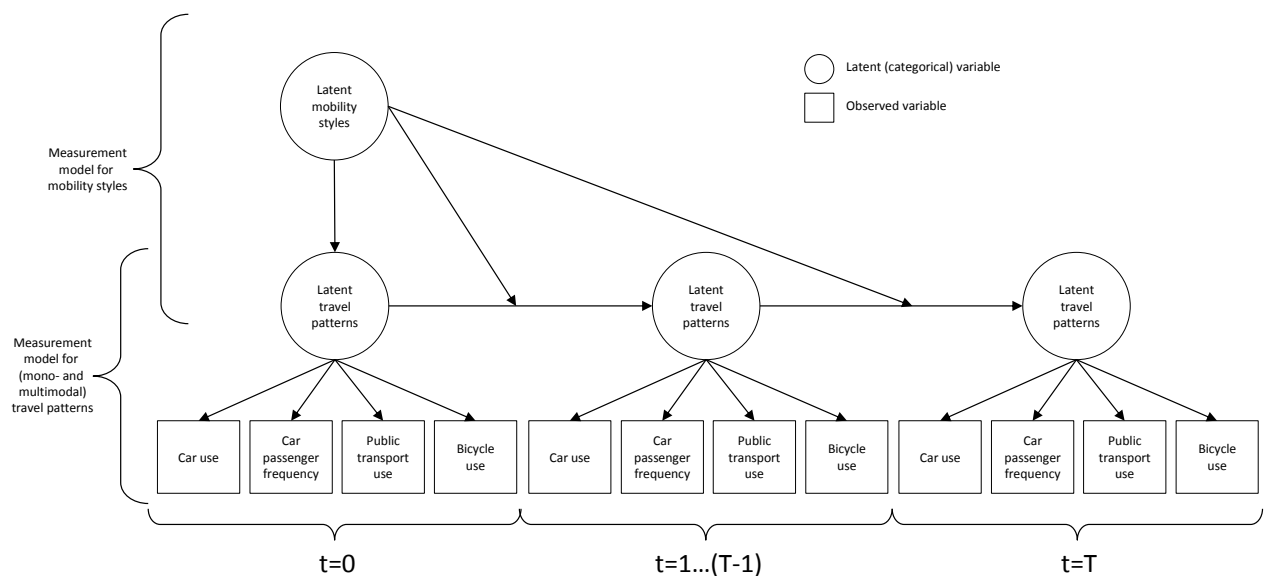 Latent (categorical) variable
Observed variable
Latent
mobility
styles
Measurement
model for
mobility styles
Latent
travel
patterns
Latent
travel
patterns
Latent
travel
patterns
Measurement
model for
(mono- and
multimodal)
travel patterns
Car use
Car
passenger
frequency
Public
transport
use
Bicycle
use
Car use
Car
passenger
frequency
Public
transport
use
Bicycle
use
Car use
Car
passenger
frequency
Public
transport
use
Bicycle
use
t=0
t=1...(T-1)
t=T